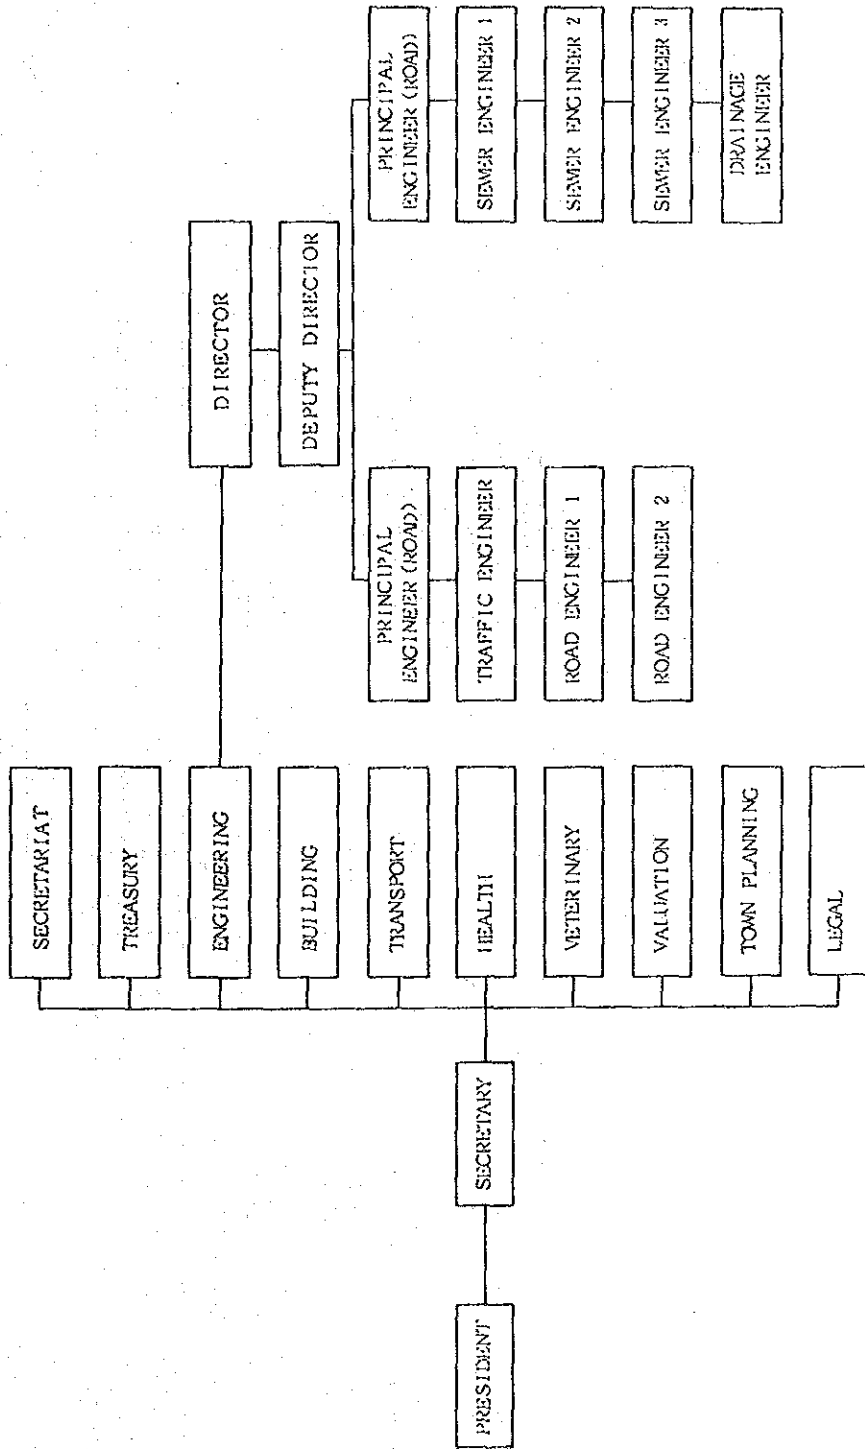 PRESIDENT
SECRETARY
SECRETARIAT
TREASURY
ENGINEERING
BUILDING
TRANSPORT
HEALTH
VETERINARY
VALUATION
TOWN PLANNING
LEGAL
DIRECTOR
DEPUTY DIRECTOR
PRINCIPAL
ENGINEER (ROAD)
TRAFFIC ENGINEER
ROAD ENGINEER 1
ROAD ENGINEER 2
PRINCIPAL
ENGINEER (ROAD)
SEWER ENGINEER 1
SEWER ENGINEER 2
SEWER ENGINEER 3
DRAINAGE
ENGINEER